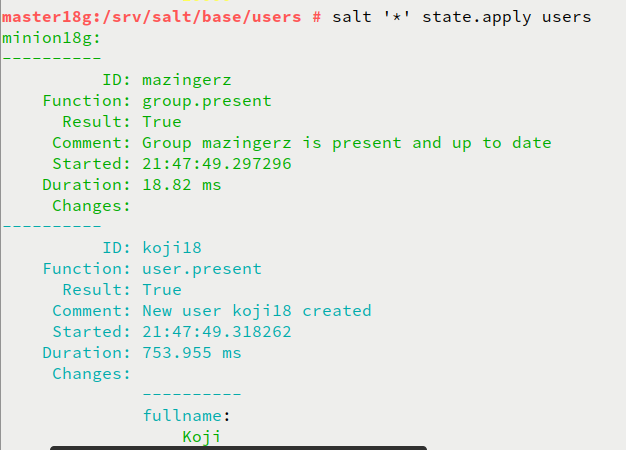 master18g:/srv/salt/base/users # salt '*' state.apply users
minion18g:
----------
          ID: mazingerz
    Function: group.present
      Result: True
     Comment: Group mazingerz is present and up to date
     Started: 21:47:49.297296
    Duration: 18.82 ms
     Changes:
----------
          ID: koji18
    Function: user.present
      Result: True
     Comment: New user koji18 created
     Started: 21:47:49.318262
    Duration: 753.955 ms
     Changes:
              ----------
              fullname:
                  Koji